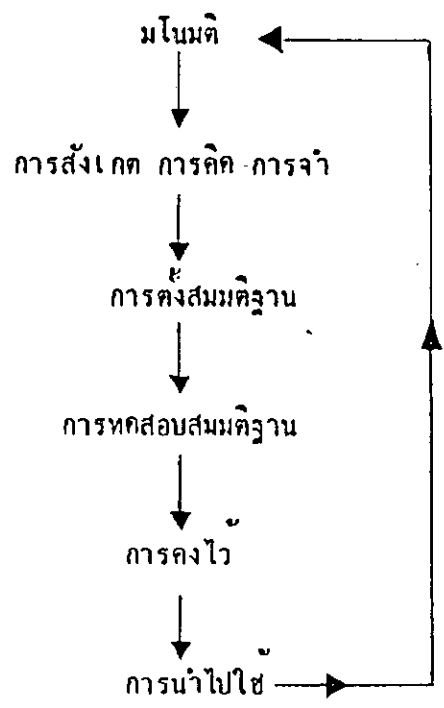 มโนมติ
การสังเกต การคิด การจำ
การตั้งสมมติฐาน
การทดสอบสมมติฐาน
การคงไว้
การนำไปใช้